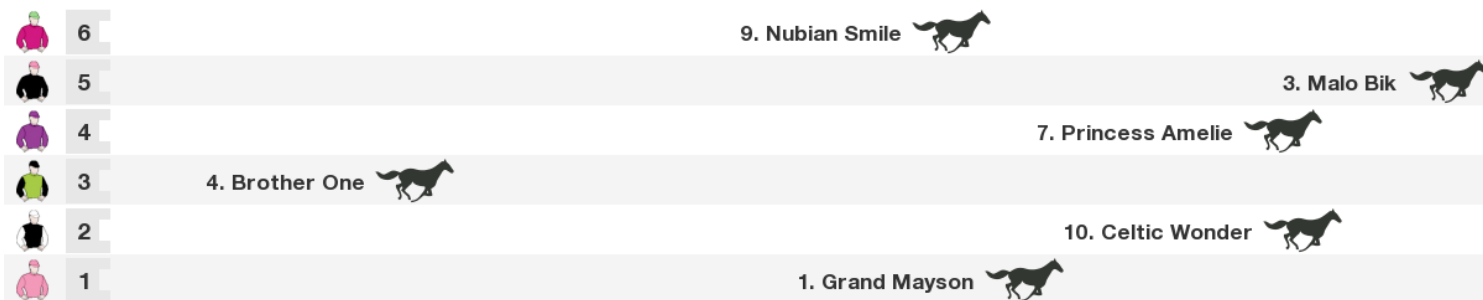 6 9. Nubian Smile
5 3. Malo Bik
4 7. Princess Amelie
3 4. Brother One
2 10. Celtic Wonder
1 1. Grand Mayson